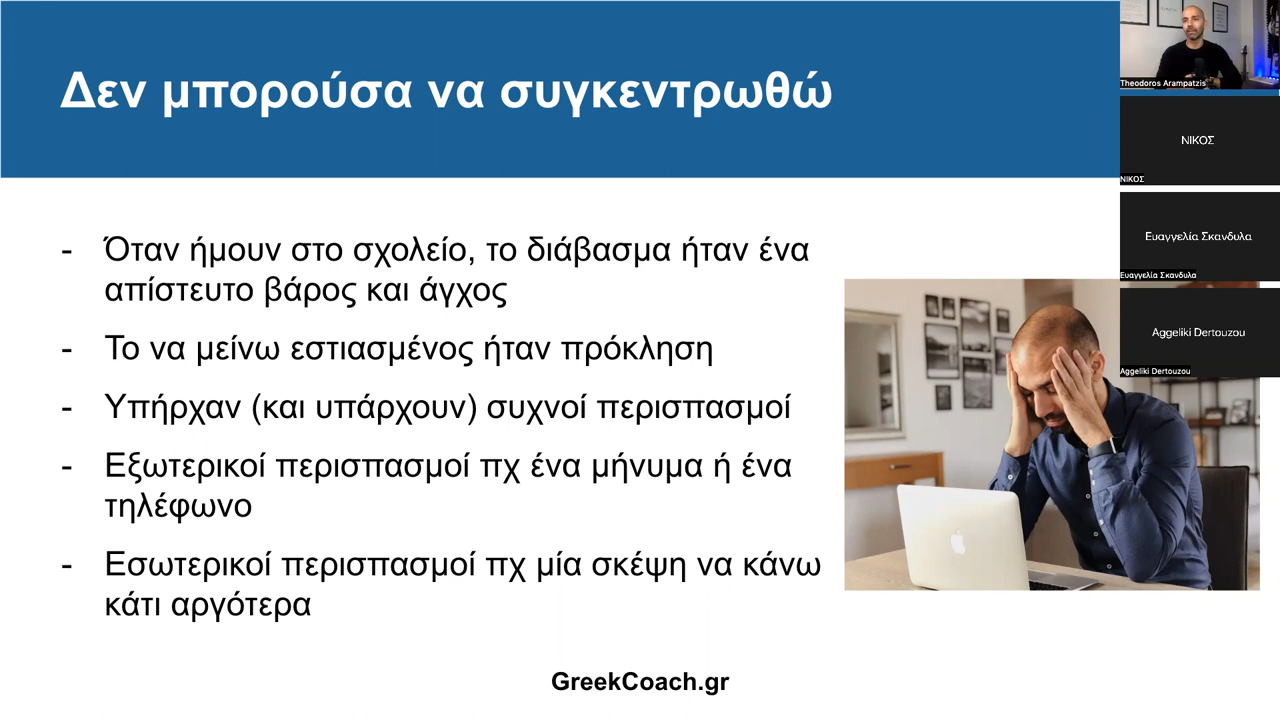 Δεν μπορούσα να συγκεντρωθώ
- Όταν ήμουν στο σχολείο, το διάβασμα ήταν ένα
απίστευτο βάρος και άγχος
- Το να μείνω εστιασμένος ήταν πρόκληση
- Υπήρχαν (και υπάρχουν) συχνοί περισπασμοί
- Εξωτερικοί περισπασμοί πχ ένα μήνυμα ή ένα
τηλέφωνο
- Εσωτερικοί περισπασμοί πχ μία σκέψη να κάνω
κάτι αργότερα
GreekCoach.gr
Theodoros Arampatzis
ΝΙΚΟΣ
ΝΙΚΟΣ
Ευαγγελία Σκανδυλα
Ευαγγελία Σκανδυλα
Aggeliki Dertouzou
Aggeliki Dertouzou